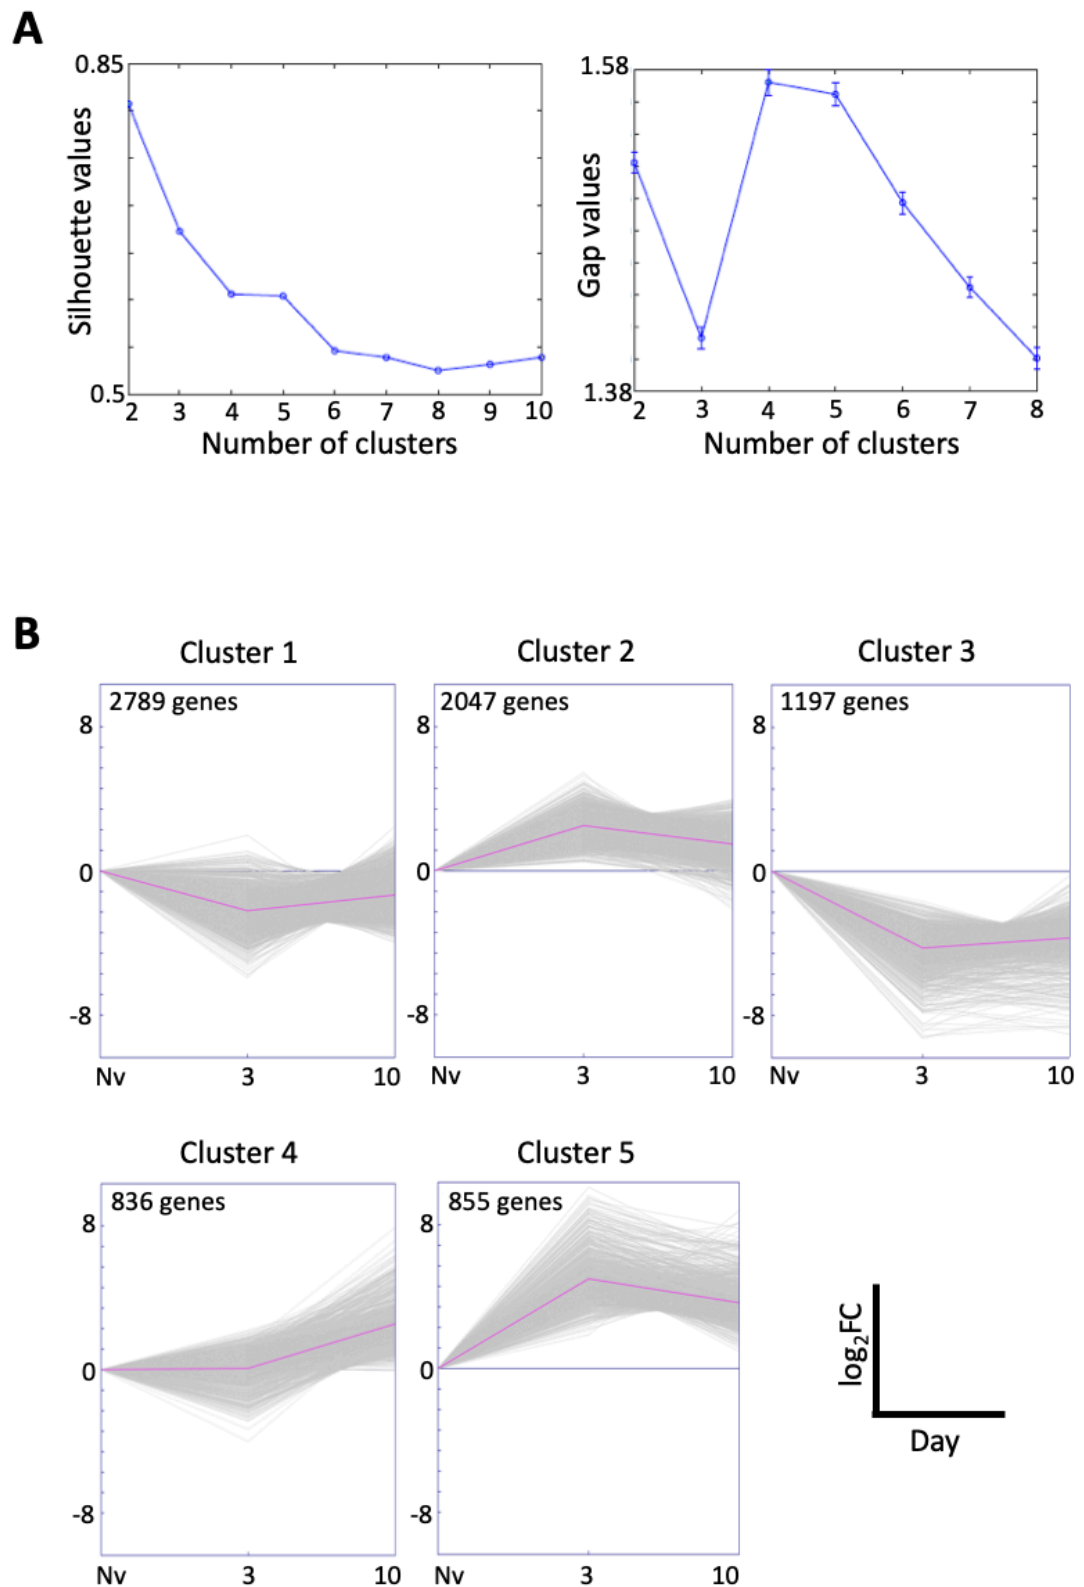 A
0.85
0.5
Silhouette values
2 3 4 5 6 7 8 9 10
Number of clusters
1.58
1.38
Gap values
2 3 4 5 6 7 8
Number of clusters
B
Cluster 1
2789 genes
8
0
-8
Nv 3 10
Cluster 2
2047 genes
8
0
-8
Nv 3 10
Cluster 3
1197 genes
8
0
-8
Nv 3 10
Cluster 4
836 genes
8
0
-8
Nv 3 10
Cluster 5
855 genes
8
0
-8
Nv 3 10
log₂FC
Day